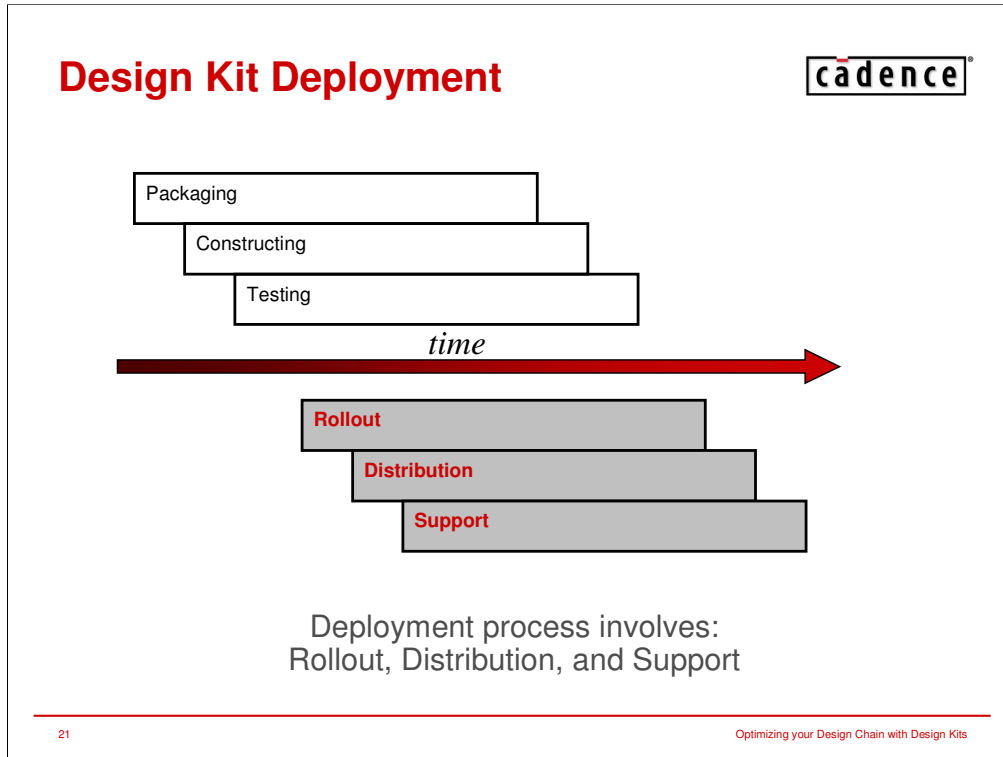 Design Kit Deployment
cādence®
Packaging
Constructing
Testing
time
Rollout
Distribution
Support
Deployment process involves:
Rollout, Distribution, and Support
21
Optimizing your Design Chain with Design Kits